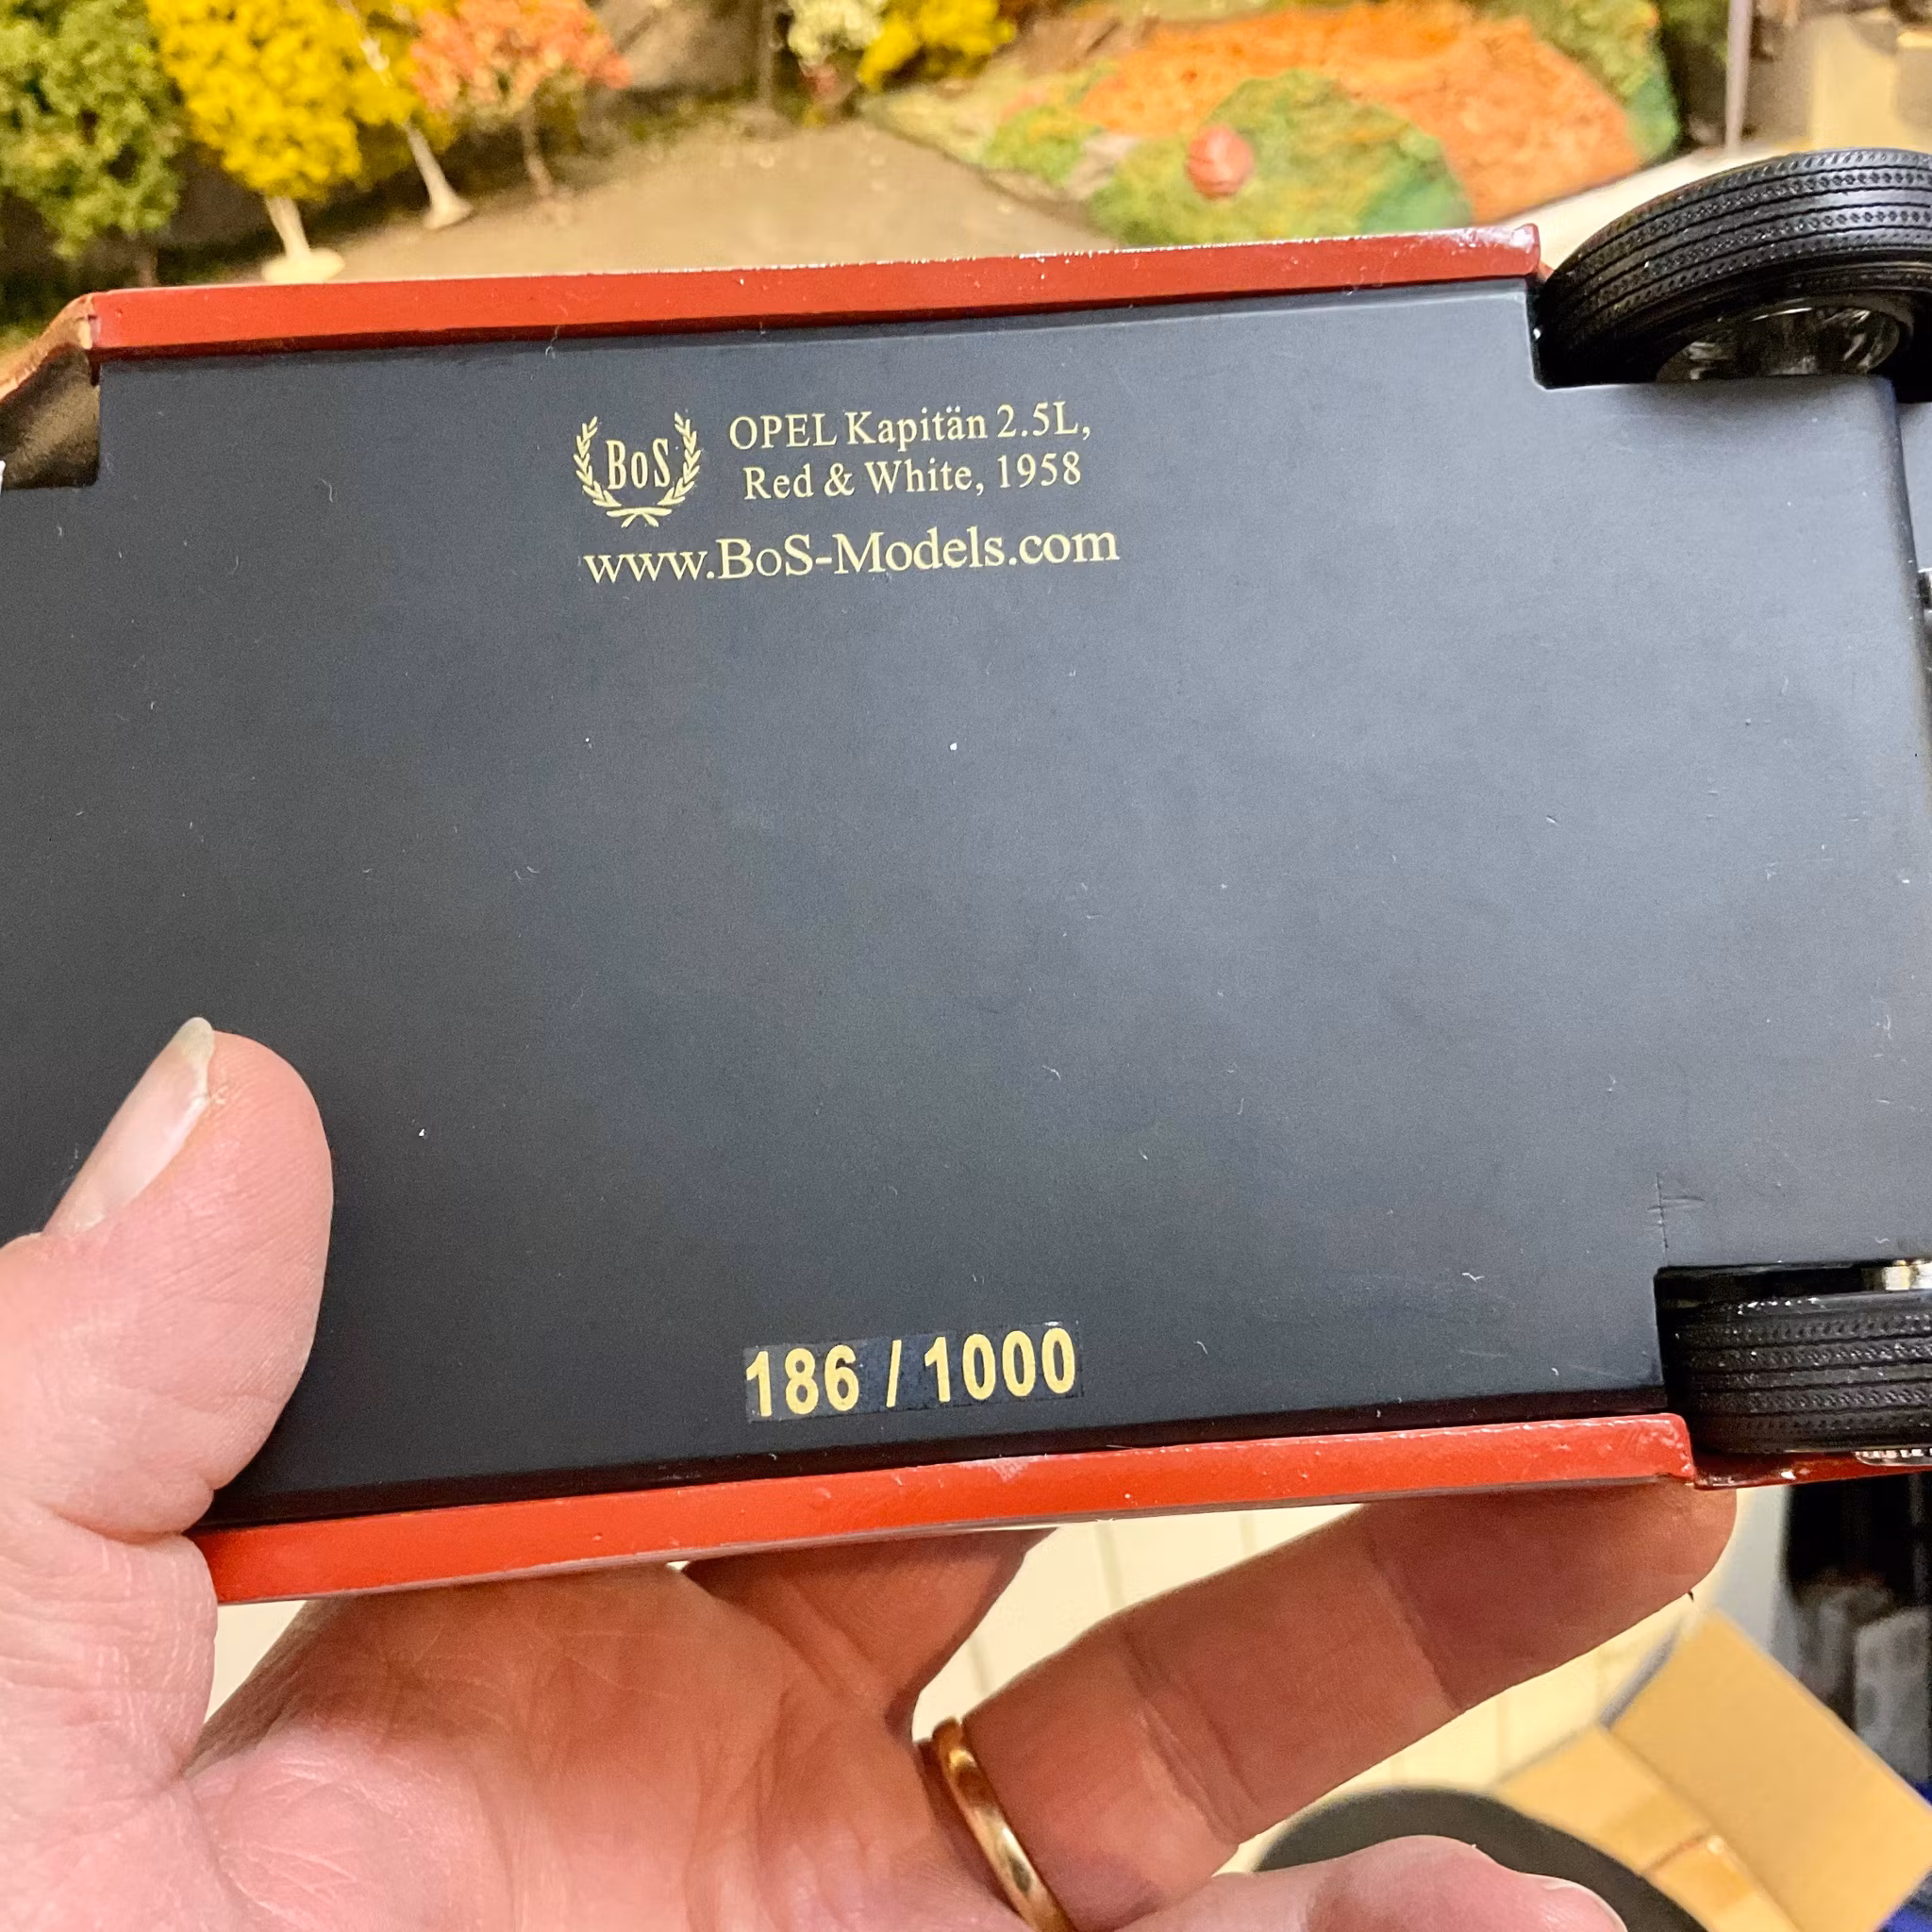 BoS
OPEL Kapitän 2.5L,
Red & White, 1958
www.BoS-Models.com
186 / 1000